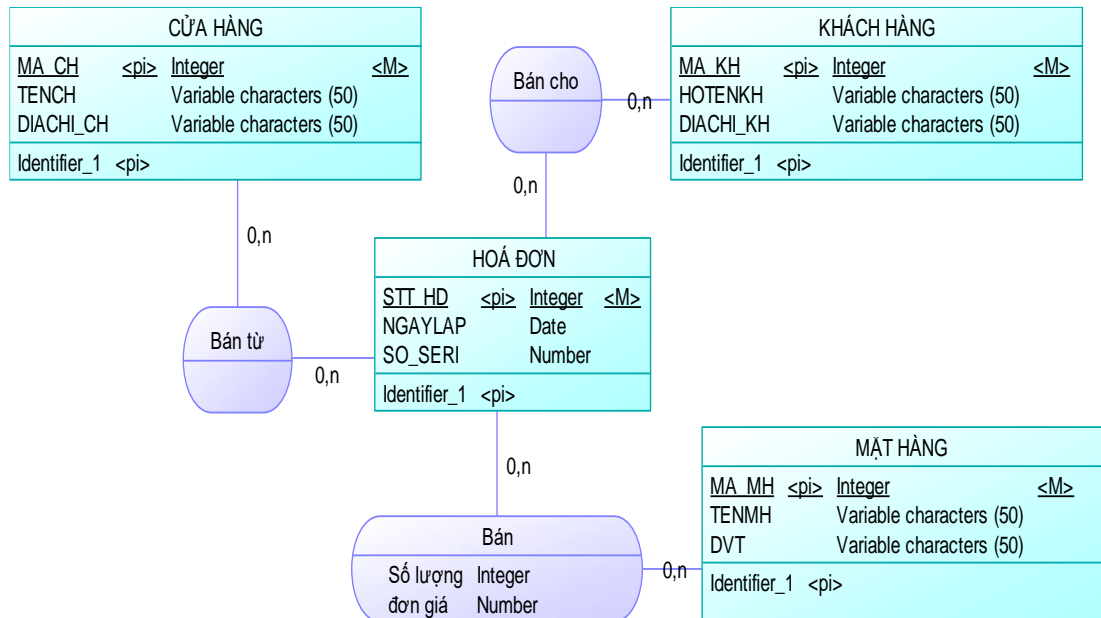 CỬA HÀNG
MA_CH <pi> Integer <M>
TENCH Variable characters (50)
DIACHI_CH Variable characters (50)
Identifier_1 <pi>
Bán cho
0,n
KHÁCH HÀNG
MA_KH <pi> Integer <M>
HOTENKH Variable characters (50)
DIACHI_KH Variable characters (50)
Identifier_1 <pi>
0,n
0,n
HOÁ ĐƠN
STT_HD <pi> Integer <M>
NGAYLAP Date
SO_SERI Number
Identifier_1 <pi>
Bán từ
0,n
0,n
MẶT HÀNG
MA_MH <pi> Integer <M>
TENMH Variable characters (50)
DVT Variable characters (50)
Identifier_1 <pi>
Bán
Số lượng Integer
đơn giá Number
0,n